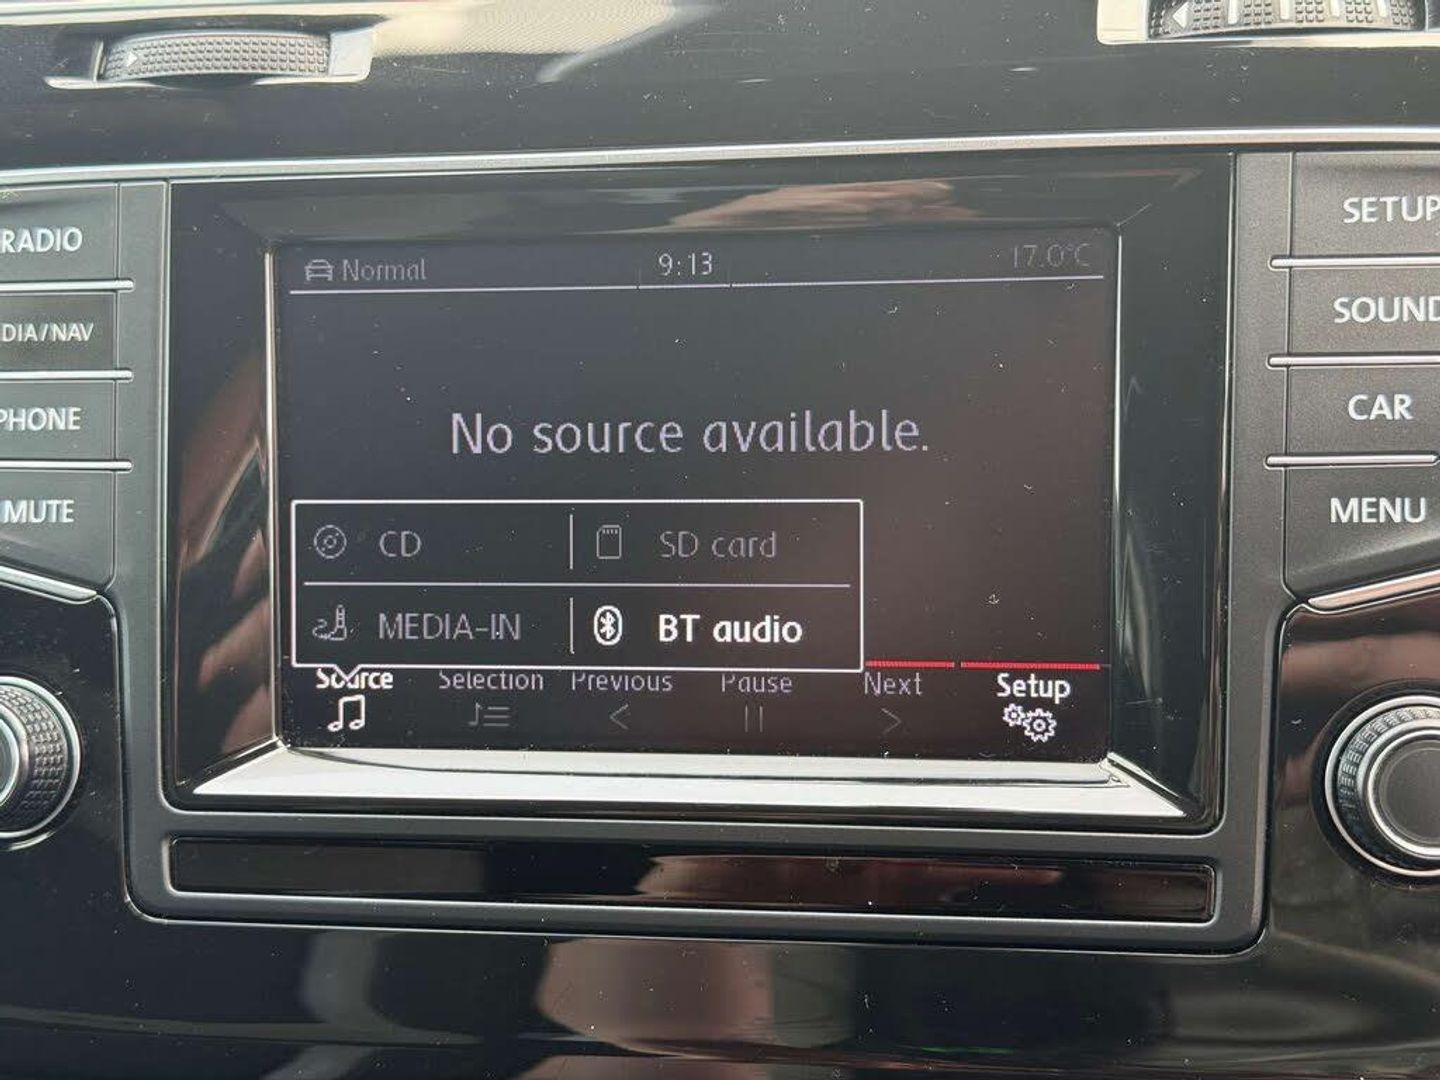 RADIO
DIA/NAV
PHONE
MUTE
Normal
9:13
17.0°C
No source available.
CD
SD card
MEDIA-IN
BT audio
Source
Selection
Previous
Pause
Next
Setup
SETUP
SOUND
CAR
MENU